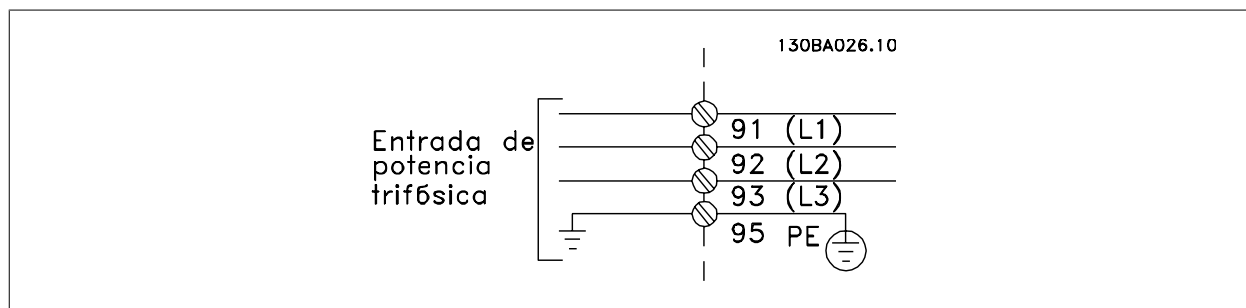 130BA026.10
Entrada de
potencia
trifбsica
91 (L1)
92 (L2)
93 (L3)
95 PE